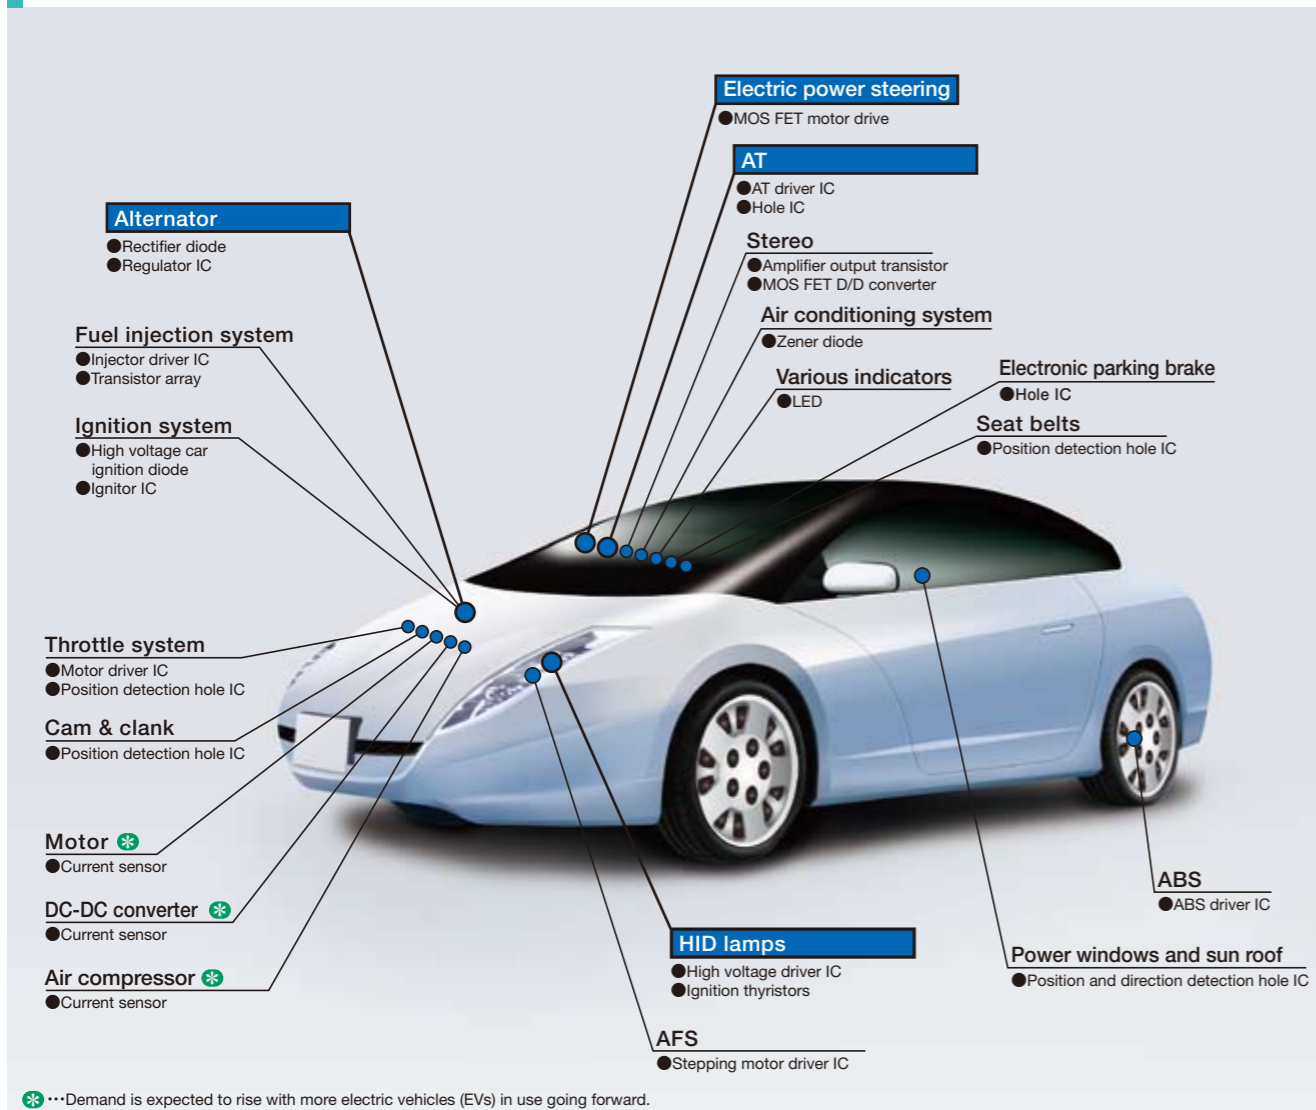 Electric power steering
●MOS FET motor drive
AT
●AT driver IC
●Hole IC
Alternator
●Rectifier diode
●Regulator IC
Stereo
●Amplifier output transistor
●MOS FET D/D converter
Air conditioning system
●Zener diode
Fuel injection system
●Injector driver IC
●Transistor array
Various indicators
●LED
Electronic parking brake
●Hole IC
Ignition system
●High voltage car
ignition diode
●Ignitor IC
Seat belts
●Position detection hole IC
Throttle system
●Motor driver IC
●Position detection hole IC
Cam & clank
●Position detection hole IC
Motor ✻
●Current sensor
DC-DC converter ✻
●Current sensor
Air compressor ✻
●Current sensor
HID lamps
●High voltage driver IC
●Ignition thyristors
AFS
●Stepping motor driver IC
ABS
●ABS driver IC
Power windows and sun roof
●Position and direction detection hole IC
✻ ···Demand is expected to rise with more electric vehicles (EVs) in use going forward.